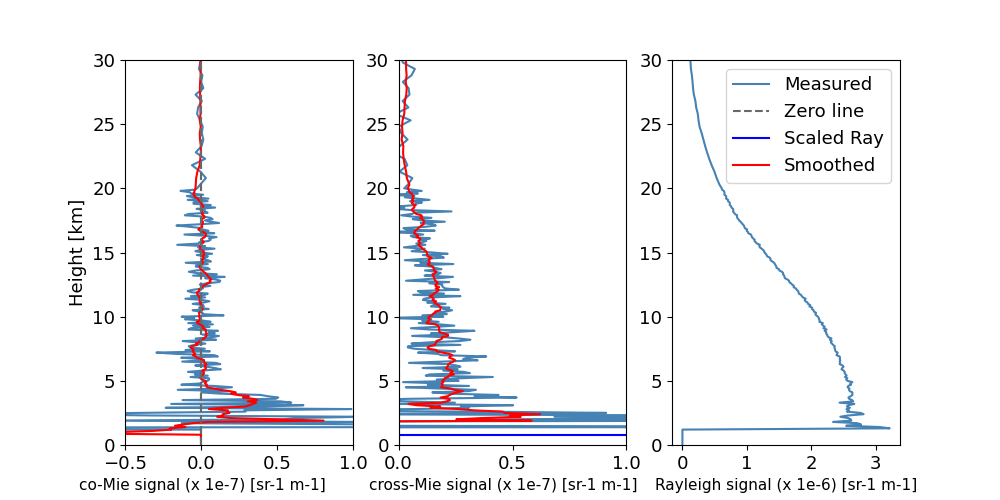 30
25
20
15
10
5
0
Height [km]
−0.5 0.0 0.5 1.0
co-Mie signal (x 1e-7) [sr-1 m-1]
30
25
20
15
10
5
0
0.0 0.5 1.0
cross-Mie signal (x 1e-7) [sr-1 m-1]
30
25
20
15
10
5
0
0 1 2 3
Rayleigh signal (x 1e-6) [sr-1 m-1]
Measured
Zero line
Scaled Ray
Smoothed